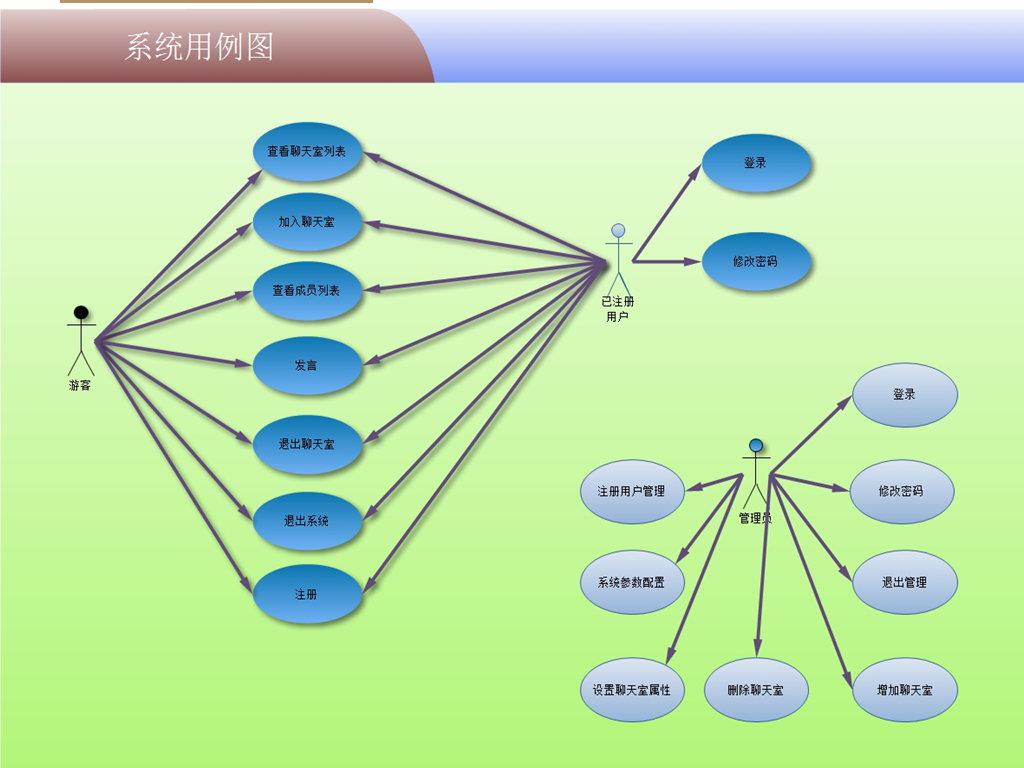 系统用例图
查看聊天室列表
加入聊天室
查看成员列表
发言
退出聊天室
退出系统
注册
游客
已注册
用户
登录
修改密码
管理员
登录
注册用户管理
修改密码
系统参数配置
退出管理
设置聊天室属性
删除聊天室
增加聊天室